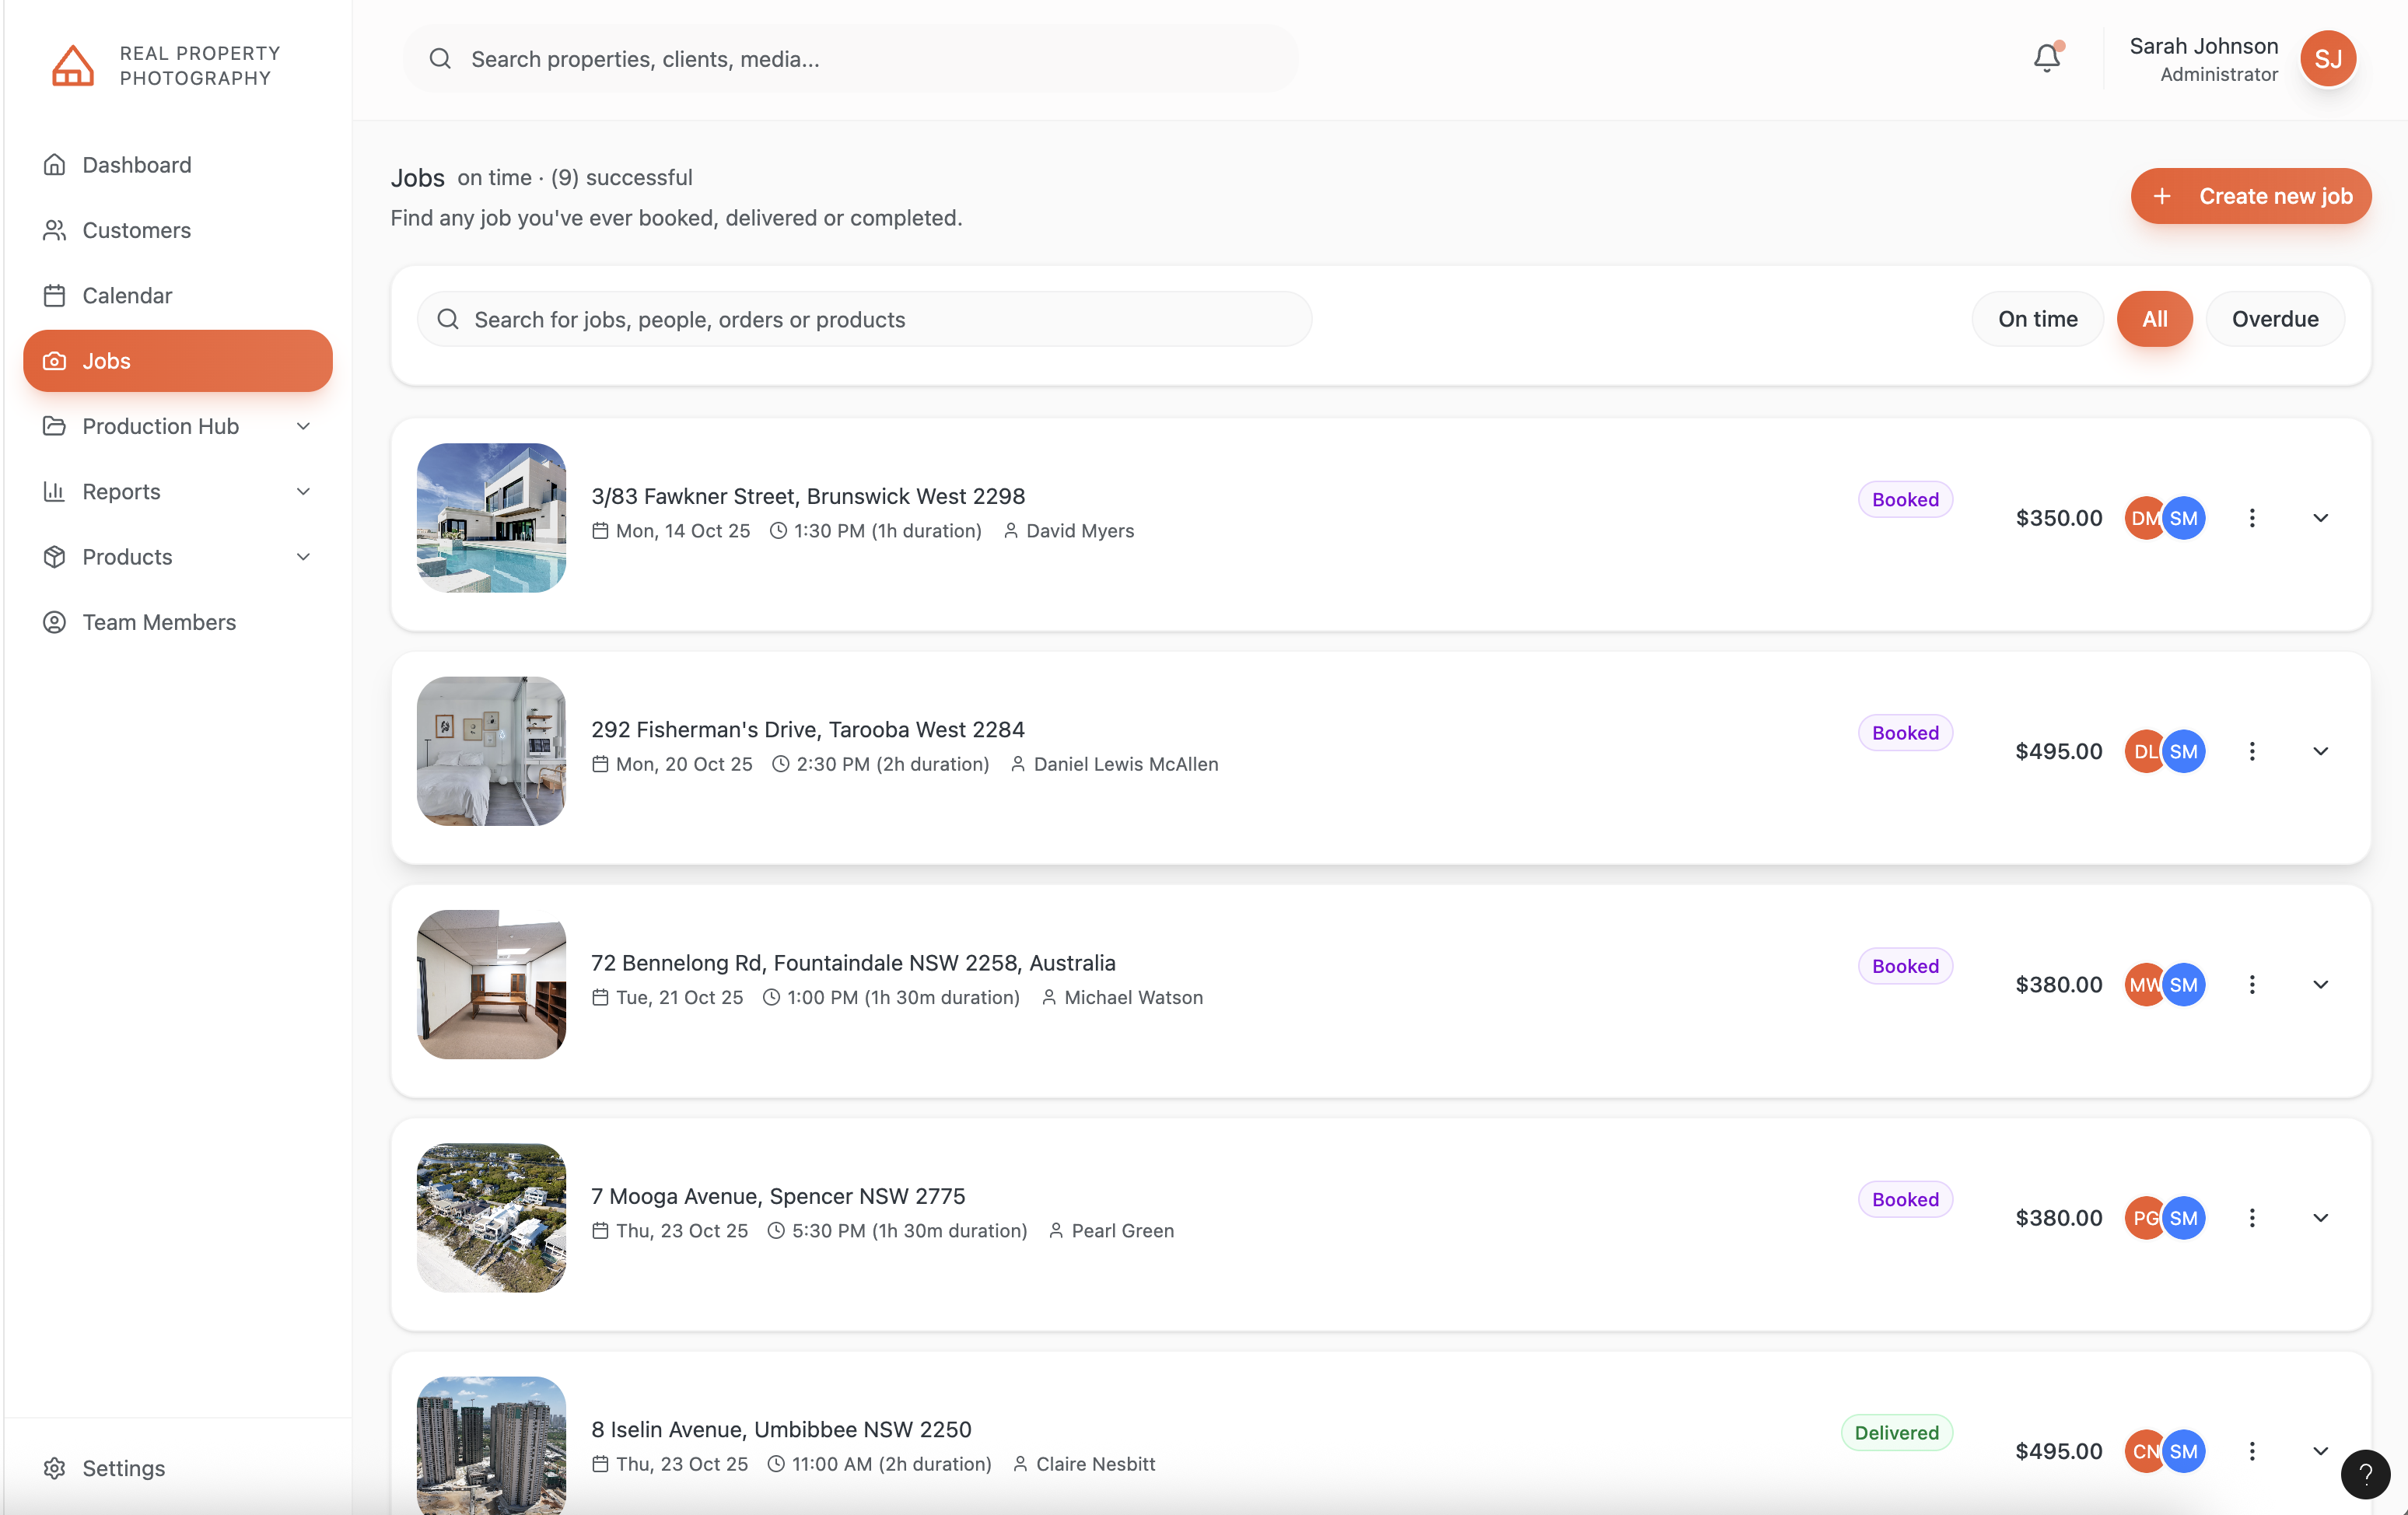 REAL PROPERTY
PHOTOGRAPHY
Search properties, clients, media...
Sarah Johnson
Administrator
SJ
Dashboard
Customers
Calendar
Jobs
Production Hub
Reports
Products
Team Members
Settings
Jobs on time · (9) successful
Find any job you've ever booked, delivered or completed.
+ Create new job
Search for jobs, people, orders or products
On time
All
Overdue
3/83 Fawkner Street, Brunswick West 2298
Mon, 14 Oct 25 1:30 PM (1h duration) David Myers
Booked
$350.00
DM SM
292 Fisherman's Drive, Tarooba West 2284
Mon, 20 Oct 25 2:30 PM (2h duration) Daniel Lewis McAllen
Booked
$495.00
DL SM
72 Bennelong Rd, Fountaindale NSW 2258, Australia
Tue, 21 Oct 25 1:00 PM (1h 30m duration) Michael Watson
Booked
$380.00
MW SM
7 Mooga Avenue, Spencer NSW 2775
Thu, 23 Oct 25 5:30 PM (1h 30m duration) Pearl Green
Booked
$380.00
PG SM
8 Iselin Avenue, Umbibbee NSW 2250
Thu, 23 Oct 25 11:00 AM (2h duration) Claire Nesbitt
Delivered
$495.00
CN SM
?